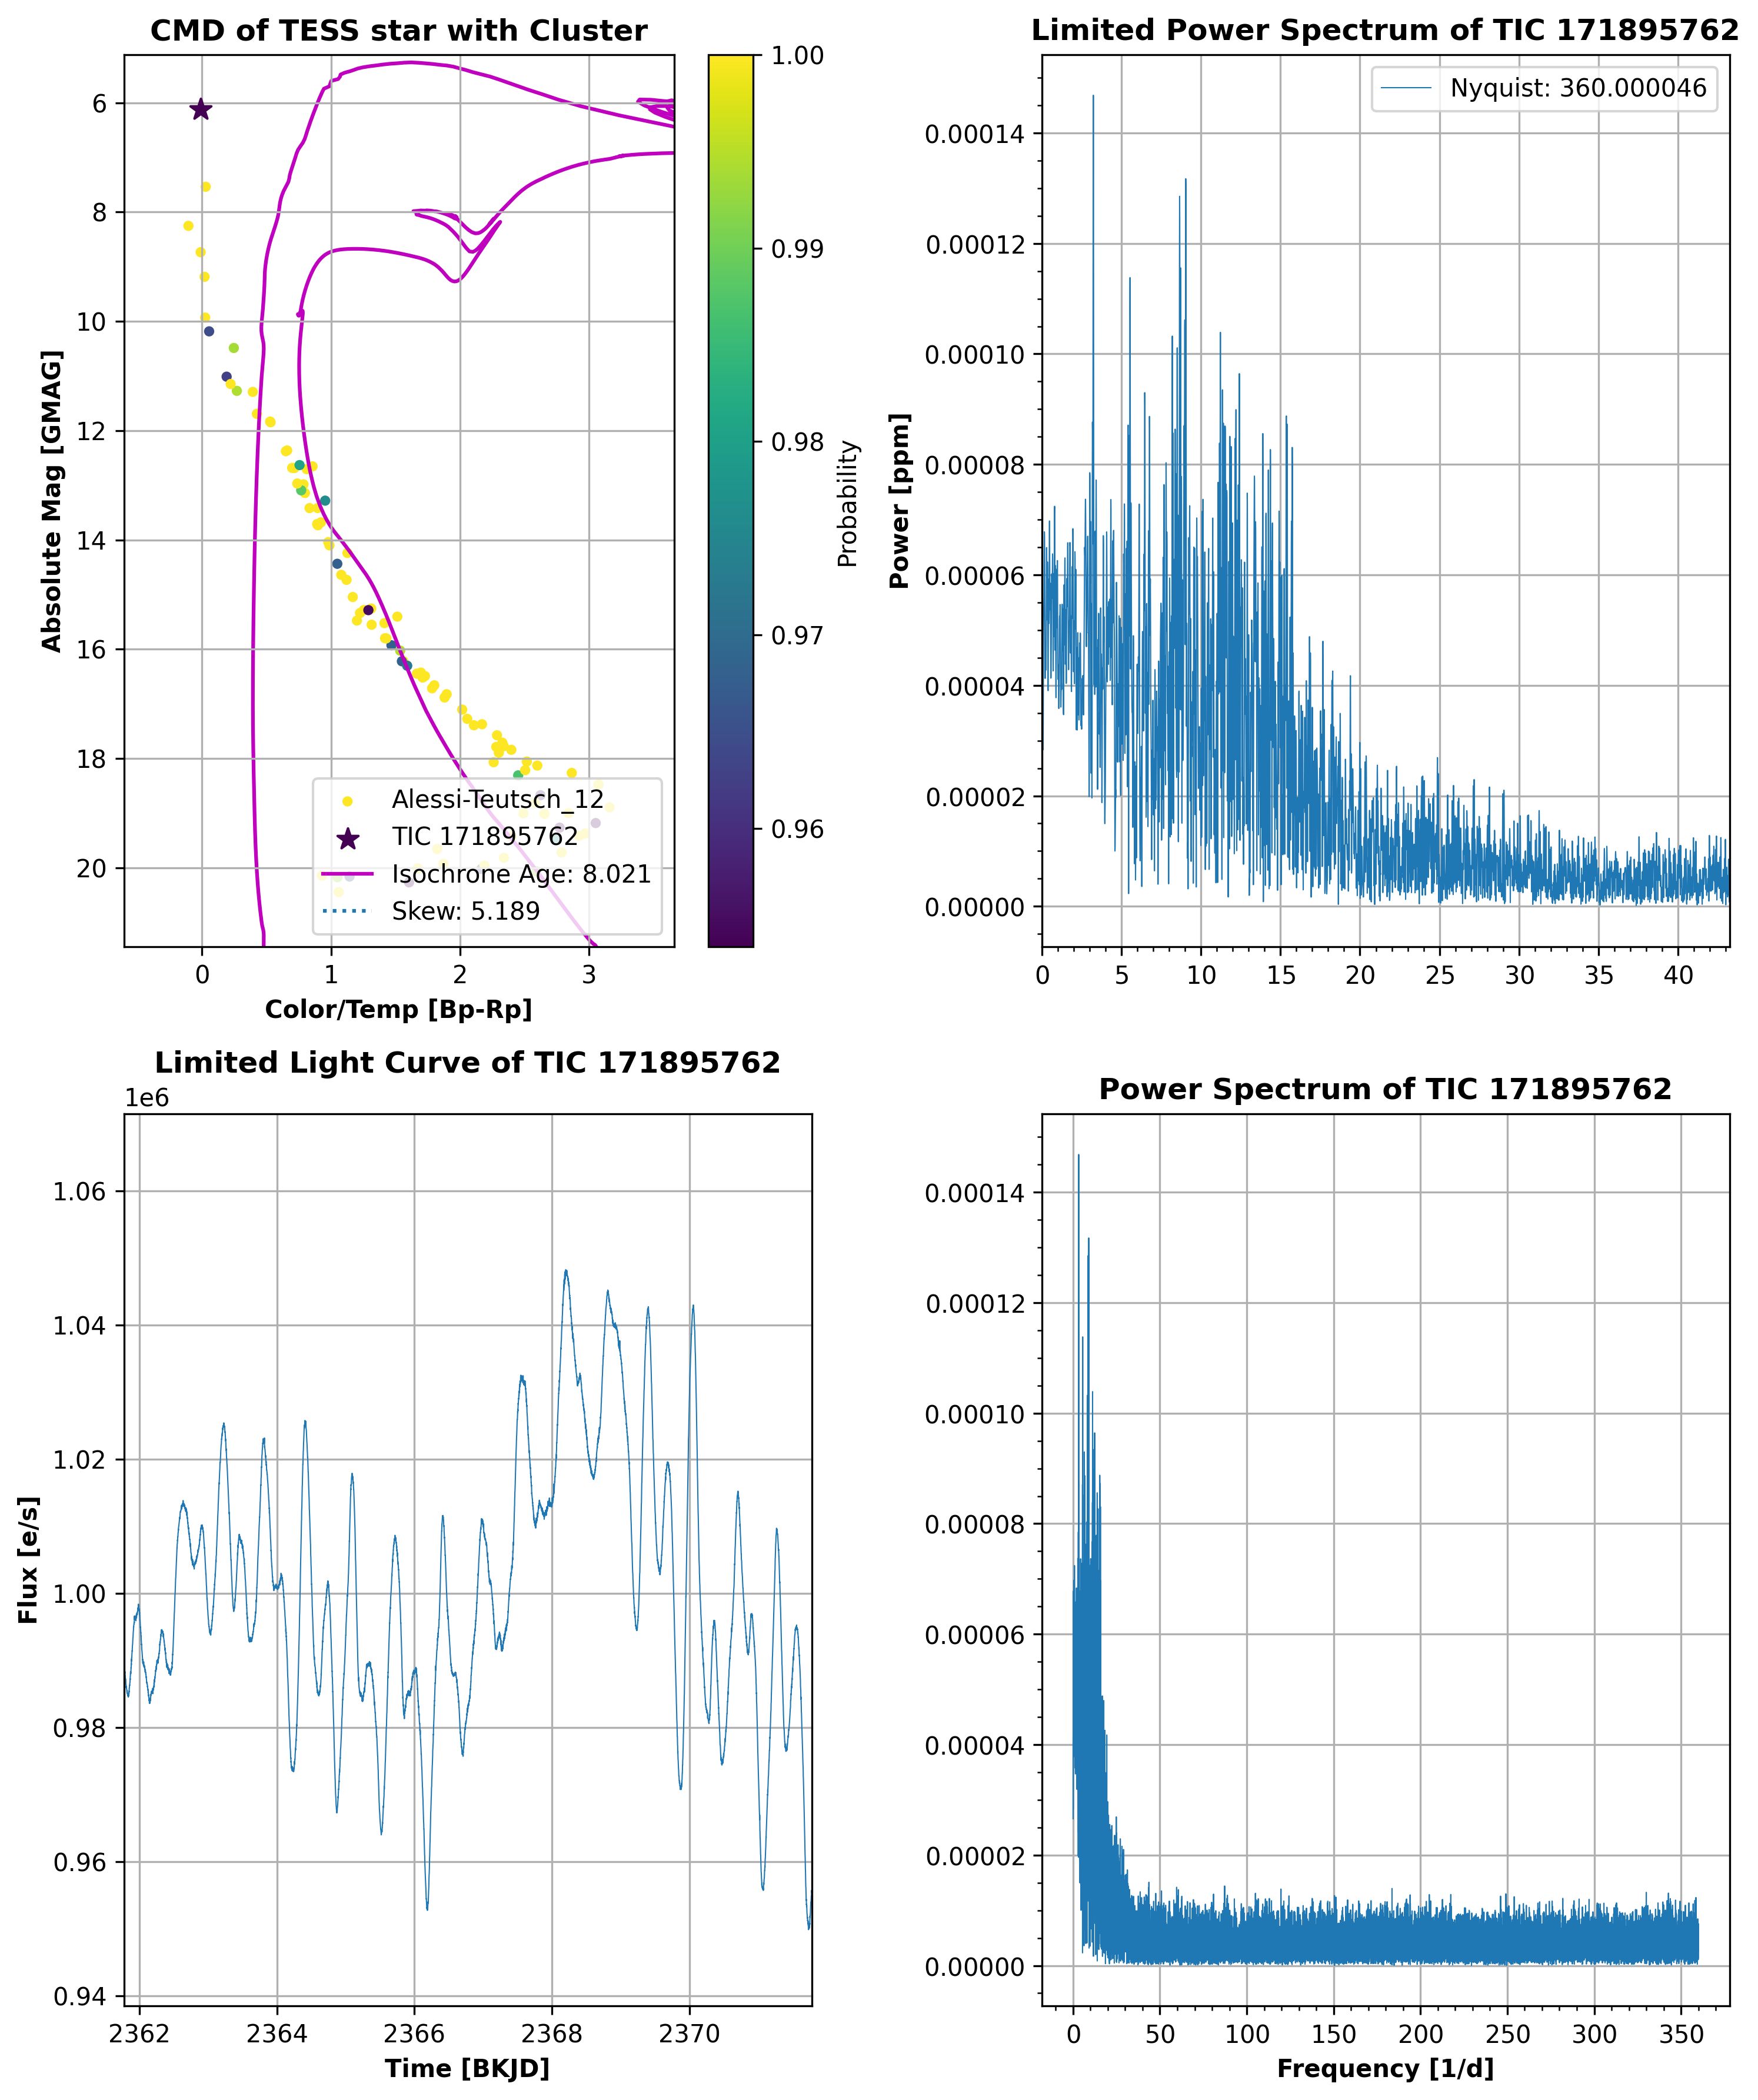 CMD of TESS star with Cluster
6
8
10
12
14
16
18
20
Absolute Mag [GMAG]
0 1 2 3
Color/Temp [Bp-Rp]
Alessi-Teutsch_12
TIC 171895762
Isochrone Age: 8.021
Skew: 5.189
1.00
0.99
0.98
0.97
0.96
Probability
Limited Power Spectrum of TIC 171895762
Nyquist: 360.000046
0.00014
0.00012
0.00010
0.00008
0.00006
0.00004
0.00002
0.00000
Power [ppm]
0 5 10 15 20 25 30 35 40
Limited Light Curve of TIC 171895762
1e6
1.06
1.04
1.02
1.00
0.98
0.96
0.94
Flux [e/s]
2362 2364 2366 2368 2370
Time [BKJD]
Power Spectrum of TIC 171895762
0.00014
0.00012
0.00010
0.00008
0.00006
0.00004
0.00002
0.00000
0 50 100 150 200 250 300 350
Frequency [1/d]